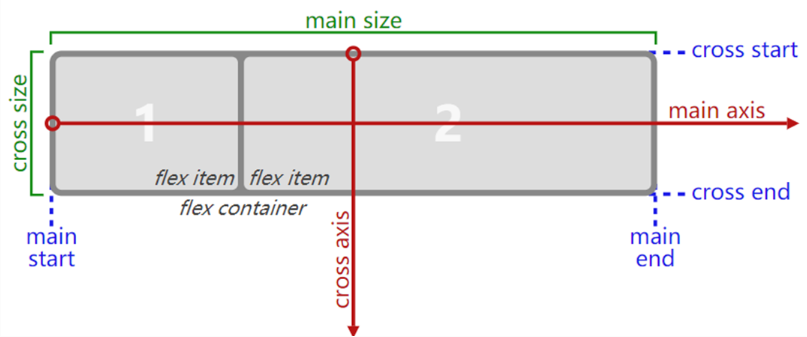 main size
cross start
cross size
1
2
main axis
flex item
flex item
cross end
flex container
cross axis
main
start
main
end